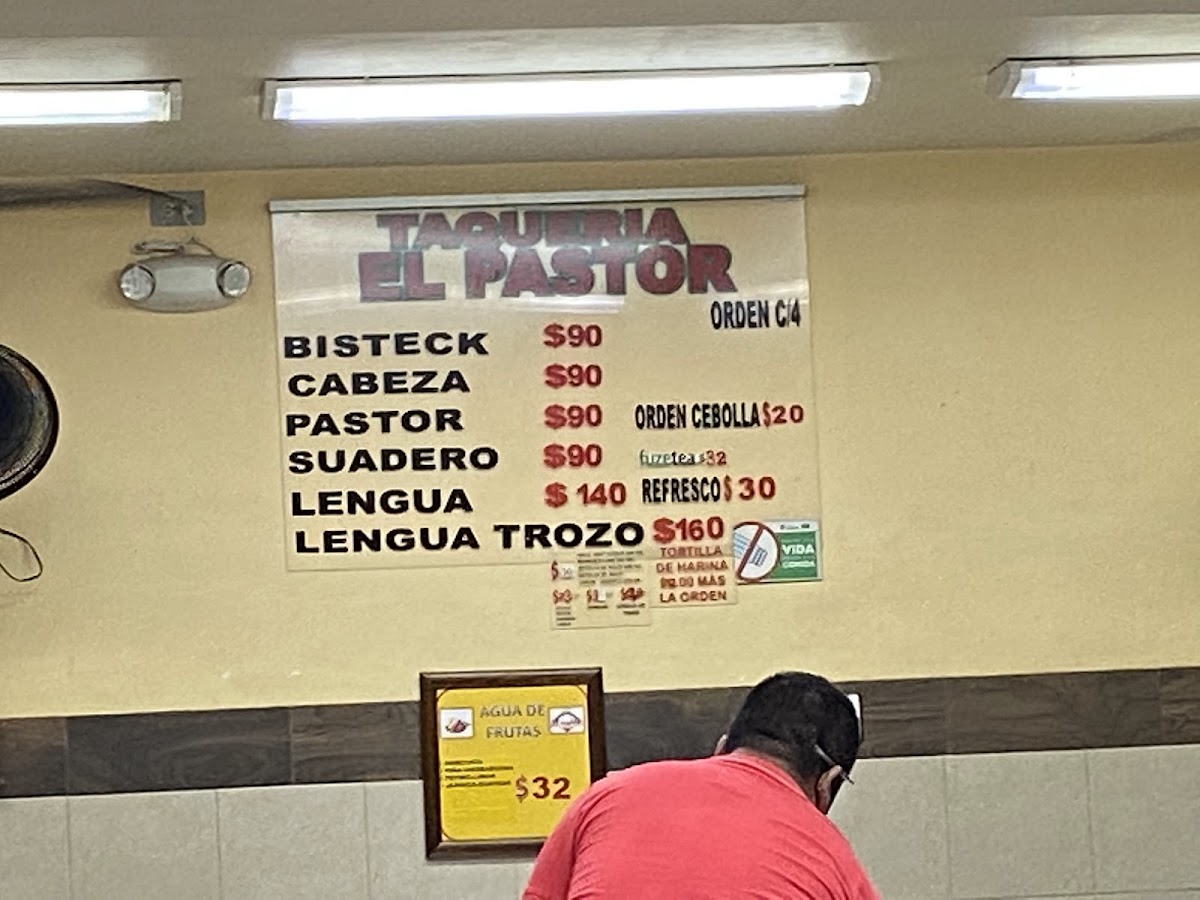 TAQUERIA
EL PASTOR
ORDEN C/4
BISTECK $90
CABEZA $90
PASTOR $90 ORDEN CEBOLLA $20
SUADERO $90 fuzetea $32
LENGUA $ 140 REFRESCO $ 30
LENGUA TROZO $160
TORTILLA
DE HARINA
MÁS
LA ORDEN
VIDA
AGUA DE
FRUTAS
$32